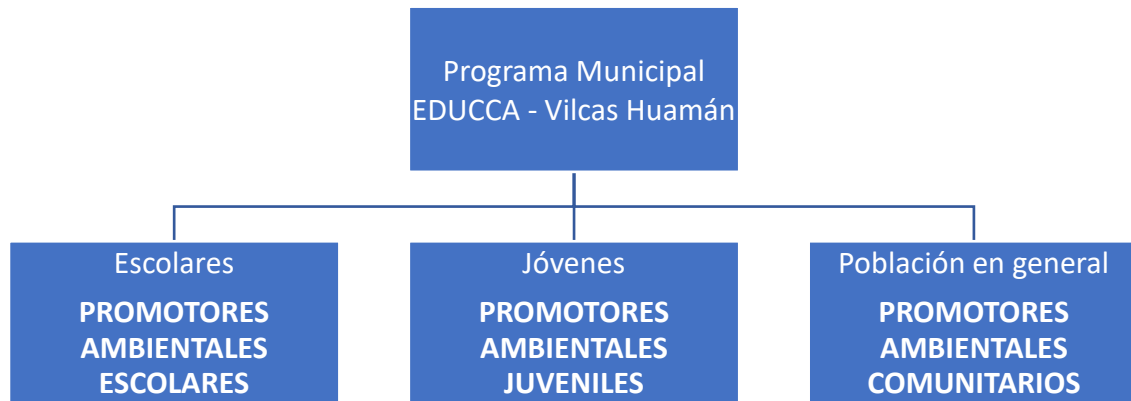 Programa Municipal
EDUCCA - Vilcas Huamán
Escolares
PROMOTORES
AMBIENTALES
ESCOLARES
Jóvenes
PROMOTORES
AMBIENTALES
JUVENILES
Población en general
PROMOTORES
AMBIENTALES
COMUNITARIOS